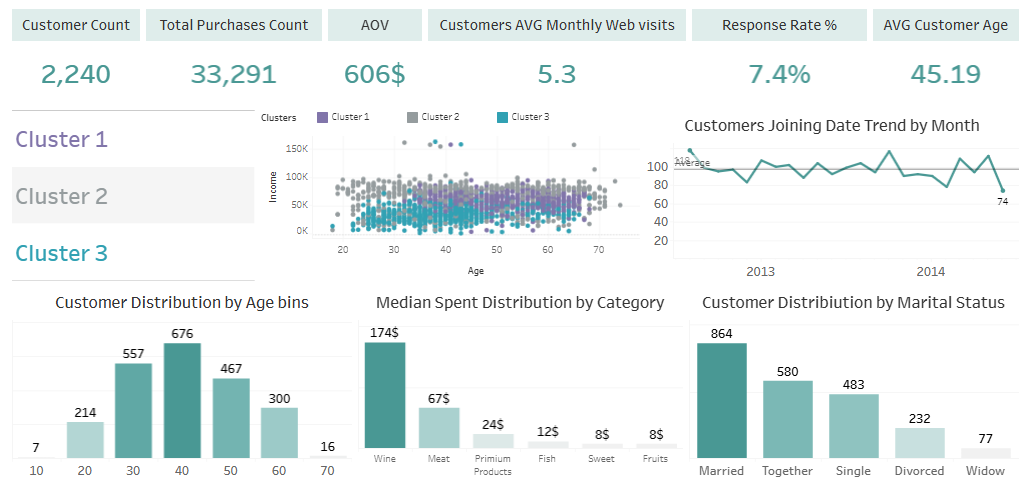 Customer Count
Total Purchases Count
AOV
Customers AVG Monthly Web visits
Response Rate %
AVG Customer Age
2,240
33,291
606$
5.3
7.4%
45.19
Cluster 1
Cluster 2
Cluster 3
Clusters
Cluster 1
Cluster 2
Cluster 3
150K
100K
50K
0K
Income
20
30
40
50
60
70
Age
Customers Joining Date Trend by Month
Average
100
80
60
40
20
74
2013
2014
Customer Distribution by Age bins
7
214
557
676
467
300
16
10
20
30
40
50
60
70
Median Spent Distribution by Category
174$
67$
24$
12$
8$
8$
Wine
Meat
Primium
Products
Fish
Sweet
Fruits
Customer Distribiution by Marital Status
864
580
483
232
77
Married
Together
Single
Divorced
Widow